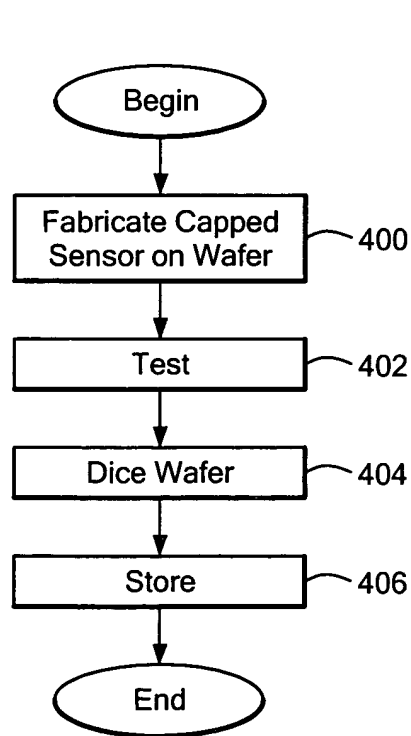 Begin
Fabricate Capped
Sensor on Wafer
400
Test
402
Dice Wafer
404
Store
406
End